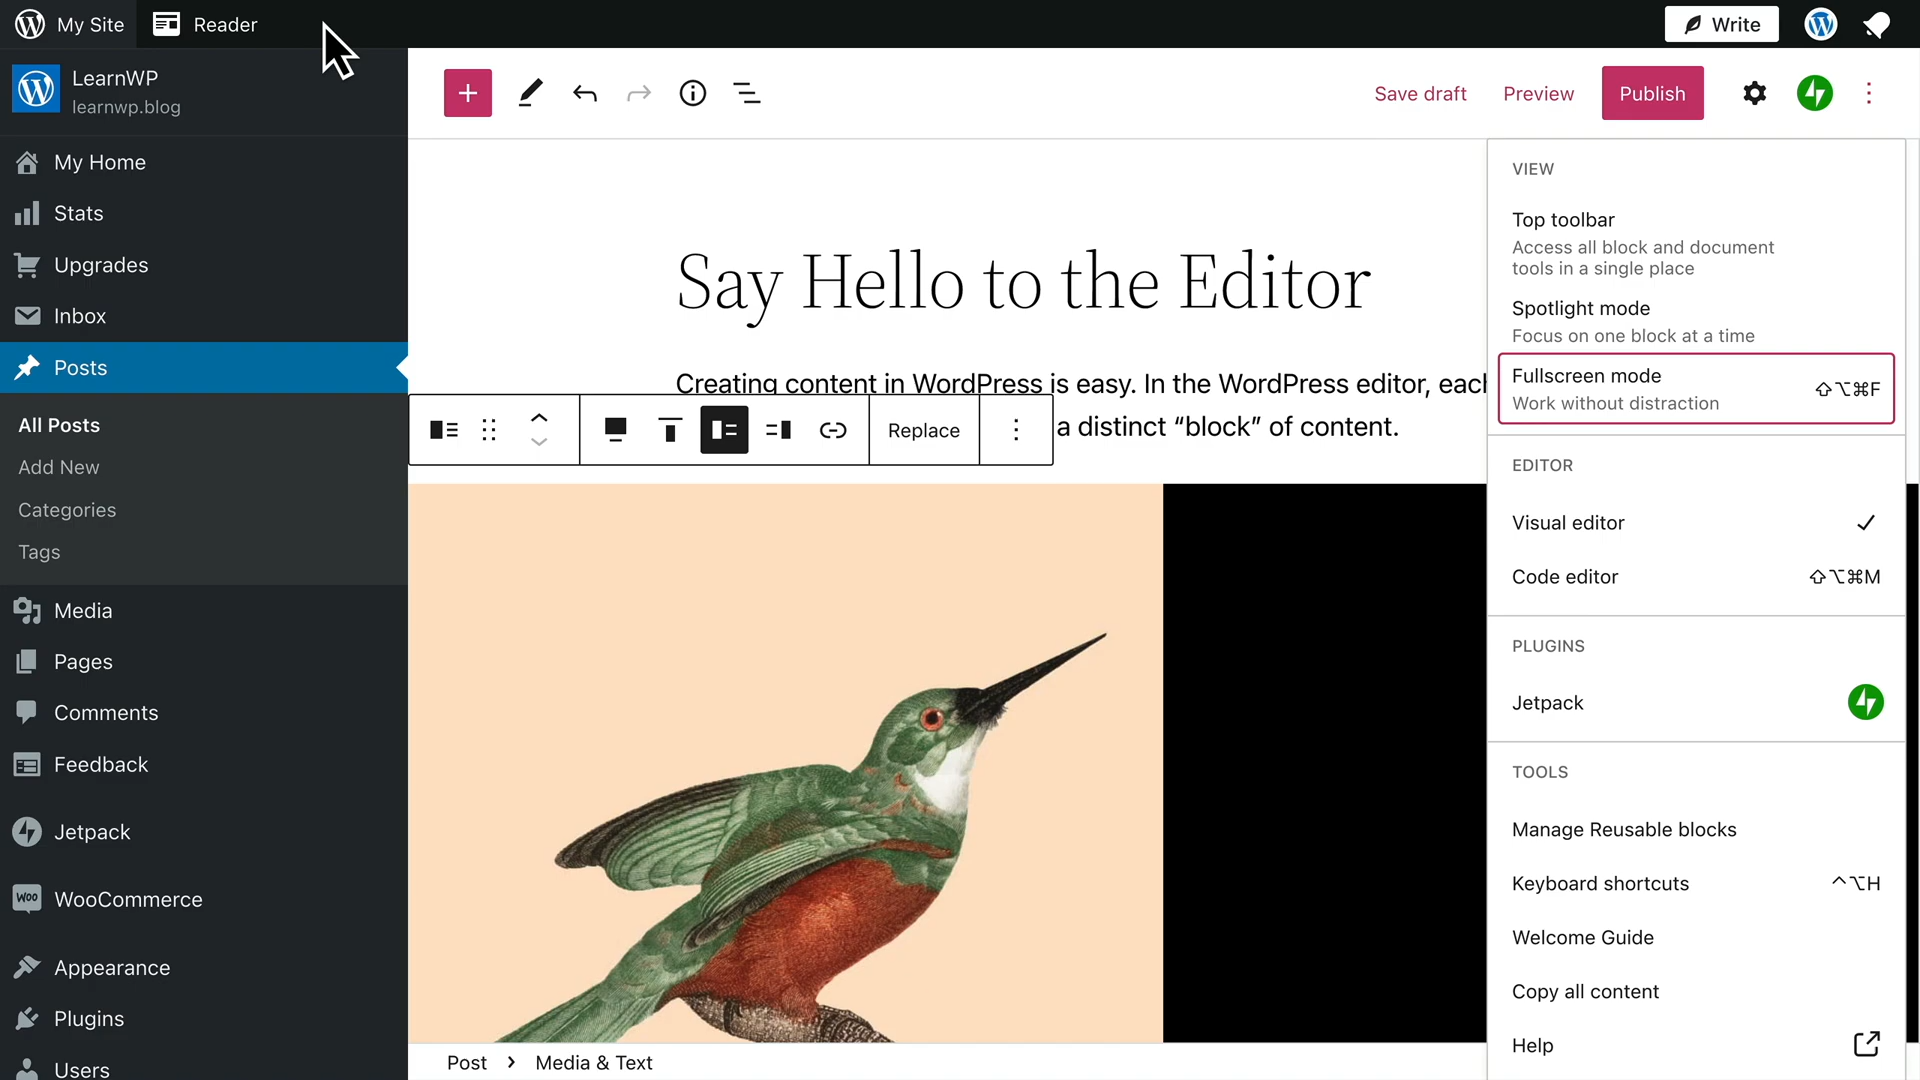 My Site
Reader
Write
LearnWP
learnwp.blog
My Home
Stats
Upgrades
Inbox
Posts
All Posts
Add New
Categories
Tags
Media
Pages
Comments
Feedback
Jetpack
WooCommerce
Appearance
Plugins
Users
Save draft
Preview
Publish
Say Hello to the Editor
Creating content in WordPress is easy. In the WordPress editor, each
a distinct “block” of content.
Replace
Post
Media & Text
VIEW
Top toolbar
Access all block and document
tools in a single place
Spotlight mode
Focus on one block at a time
Fullscreen mode
⇧⌥⌘F
Work without distraction
EDITOR
Visual editor
Code editor
⇧⌥⌘M
PLUGINS
Jetpack
TOOLS
Manage Reusable blocks
Keyboard shortcuts
^⌥H
Welcome Guide
Copy all content
Help